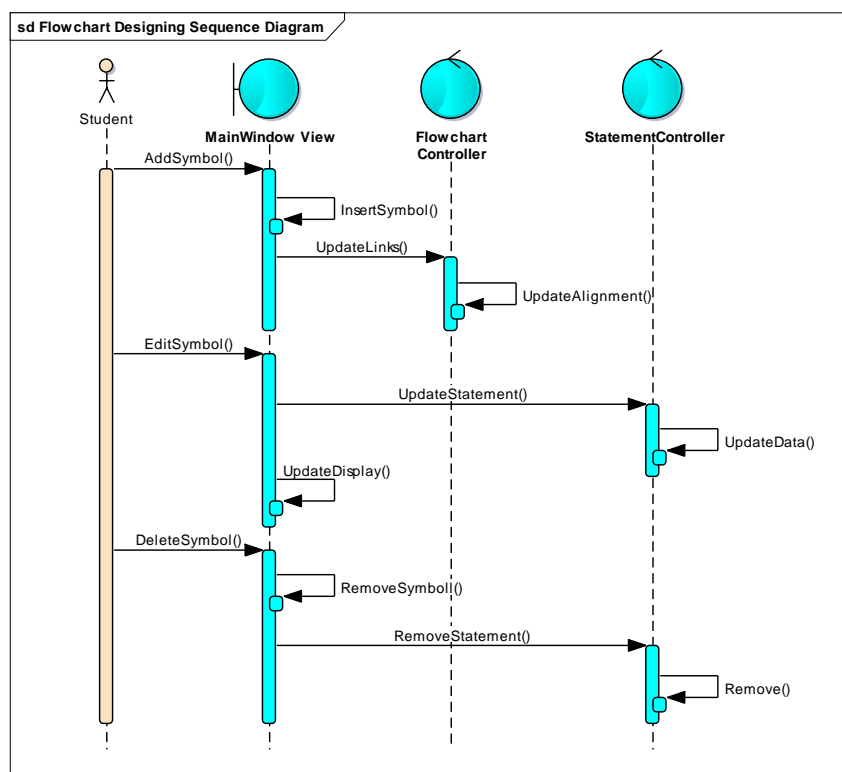 sd Flowchart Designing Sequence Diagram
Student
MainWindow View
Flowchart
Controller
StatementController
AddSymbol()
InsertSymbol()
UpdateLinks()
UpdateAlignment()
EditSymbol()
UpdateStatement()
UpdateData()
UpdateDisplay()
DeleteSymbol()
RemoveSymboll()
RemoveStatement()
Remove()